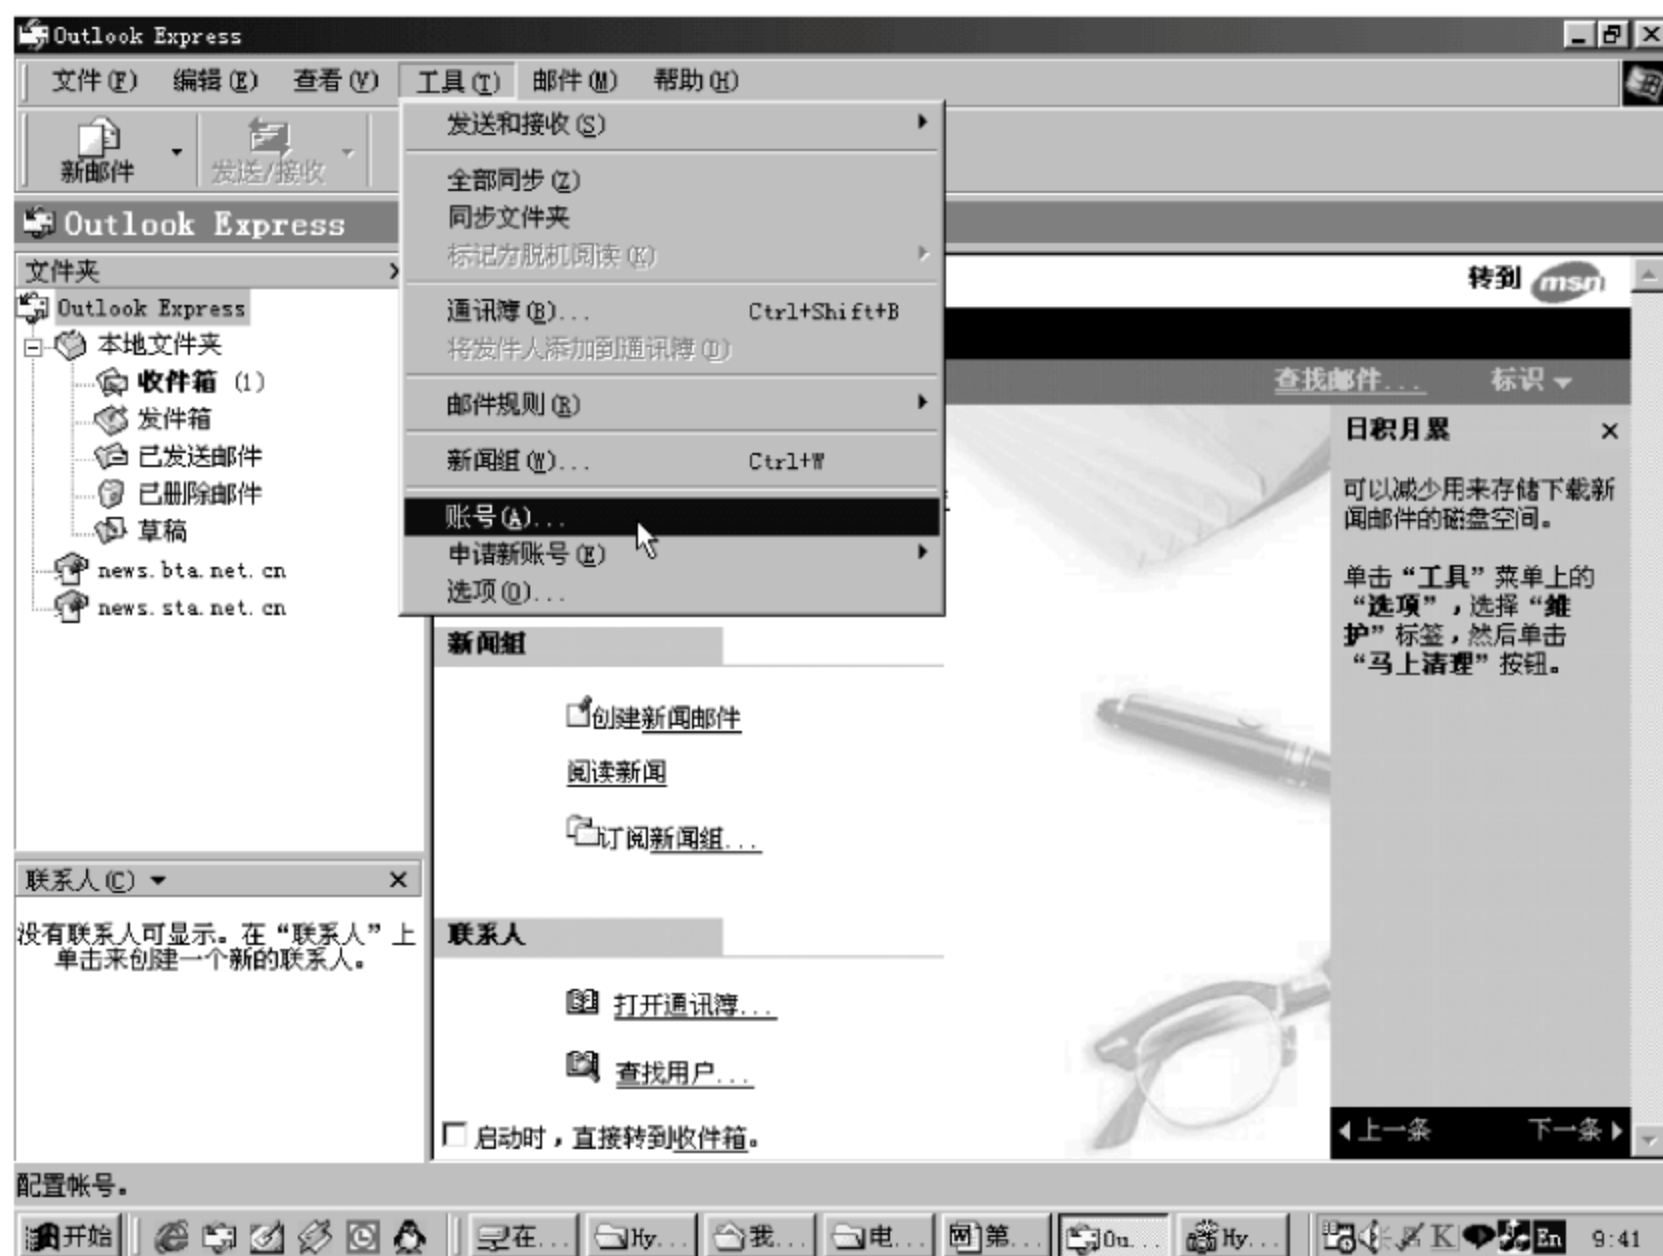 Outlook Express
文件(F) 编辑(E) 查看(V) 工具(T) 邮件(M) 帮助(H)
新邮件 发送/接收
发送和接收(S)
全部同步(Z)
同步文件夹
标记为脱机阅读(K)
通讯簿(B)... Ctrl+Shift+B
将发件人添加到通讯簿(D)
邮件规则(R)
新闻组(W)... Ctrl+W
账号(A)...
申请新账号(E)
选项(O)...
Outlook Express
文件夹
Outlook Express
本地文件夹
收件箱 (1)
发件箱
已发送邮件
已删除邮件
草稿
news.bta.net.cn
news.sta.net.cn
联系人(C)
没有联系人可显示。在“联系人”上
单击来创建一个新的联系人。
转到 msn
查找邮件... 标识
新闻组
创建新闻邮件
阅读新闻
订阅新闻组...
联系人
打开通讯簿...
查找用户...
启动时，直接转到收件箱。
日积月累
可以减少用来存储下载新
闻邮件的磁盘空间。
单击“工具”菜单上的
“选项”，选择“维
护”标签，然后单击
“马上清理”按钮。
上一条 下一条
配置帐号。
开始 在... Hy... 我... 电... 第... Ou... Hy... En 9:41